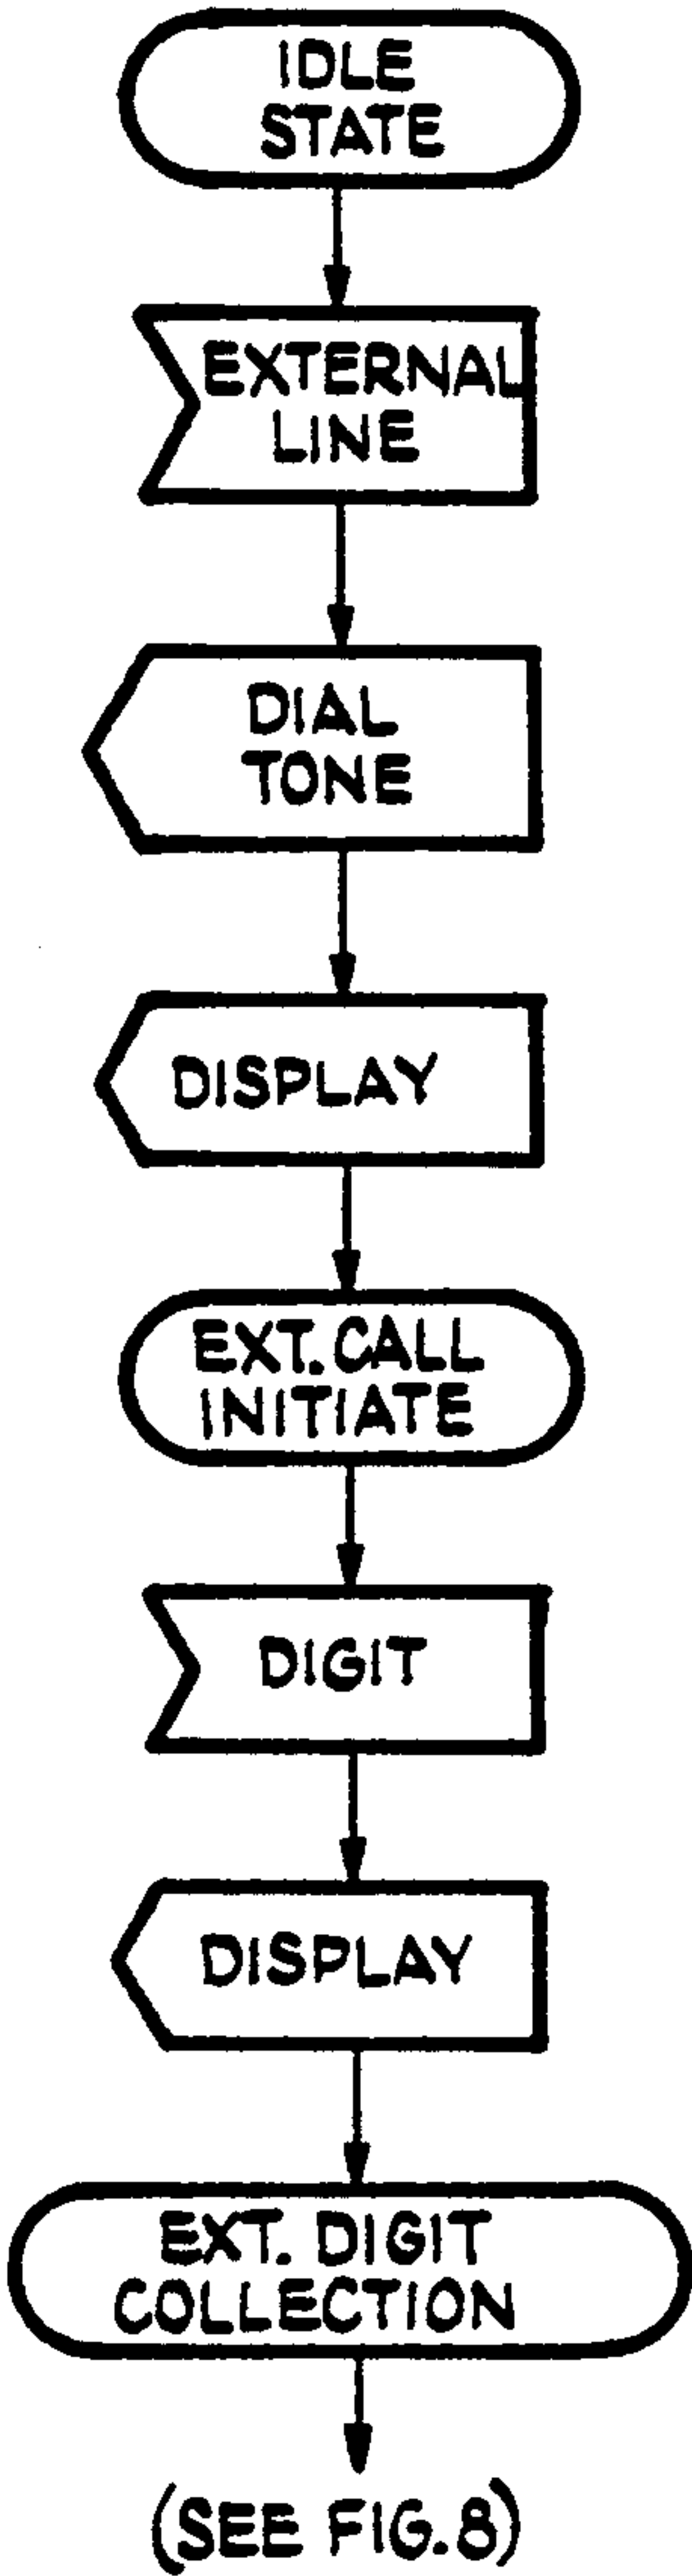 IDLE
STATE
EXTERNAL
LINE
DIAL
TONE
DISPLAY
EXT. CALL
INITIATE
DIGIT
DISPLAY
EXT. DIGIT
COLLECTION
(SEE FIG. 8)